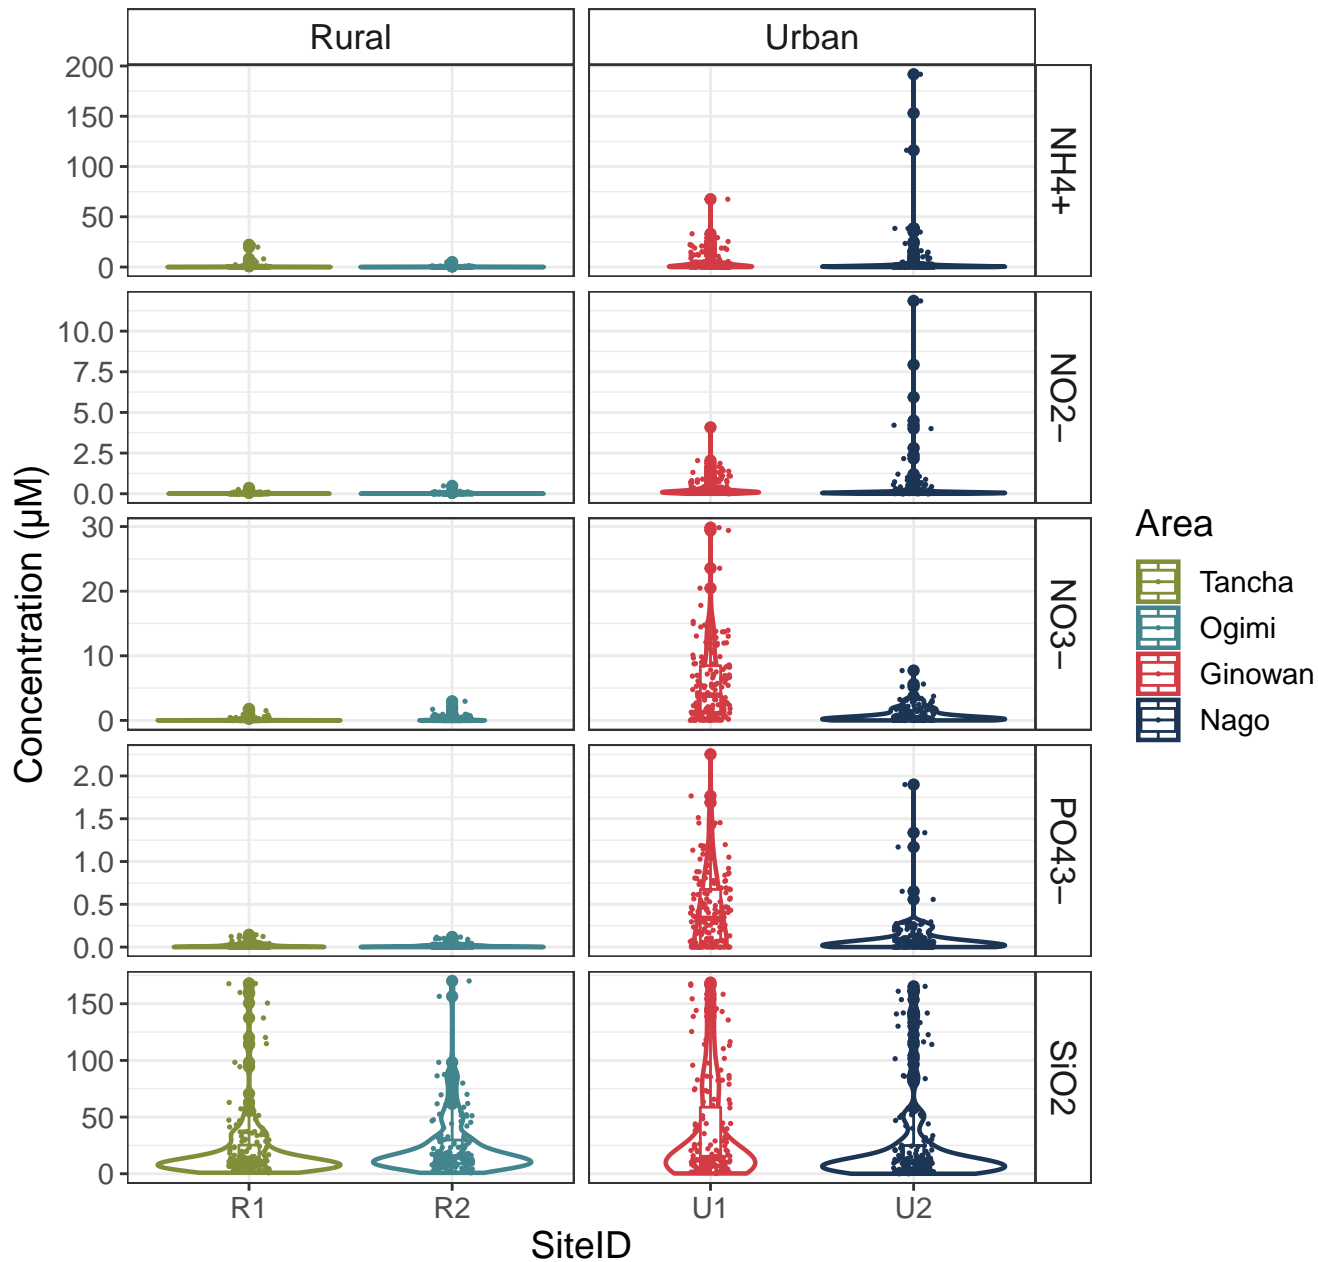 Rural
Urban
200
150
100
50
0
NH4+
10.0
7.5
5.0
2.5
0.0
NO2–
30
20
10
0
NO3–
2.0
1.5
1.0
0.5
0.0
PO43–
150
100
50
0
SiO2
R1
R2
U1
U2
SiteID
Concentration (µM)
Area
Tancha
Ogimi
Ginowan
Nago